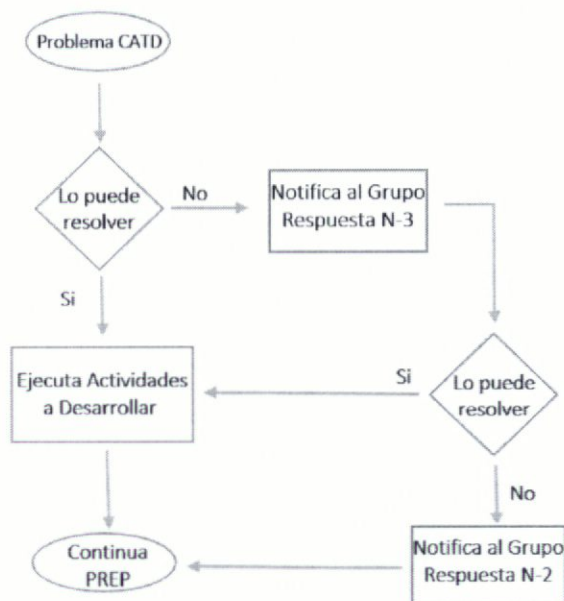 Problema CATD
Lo puede
resolver
No
Notifica al Grupo
Respuesta N-3
Si
Ejecuta Actividades
a Desarrollar
Si
Lo puede
resolver
No
Continua
PREP
Notifica al Grupo
Respuesta N-2